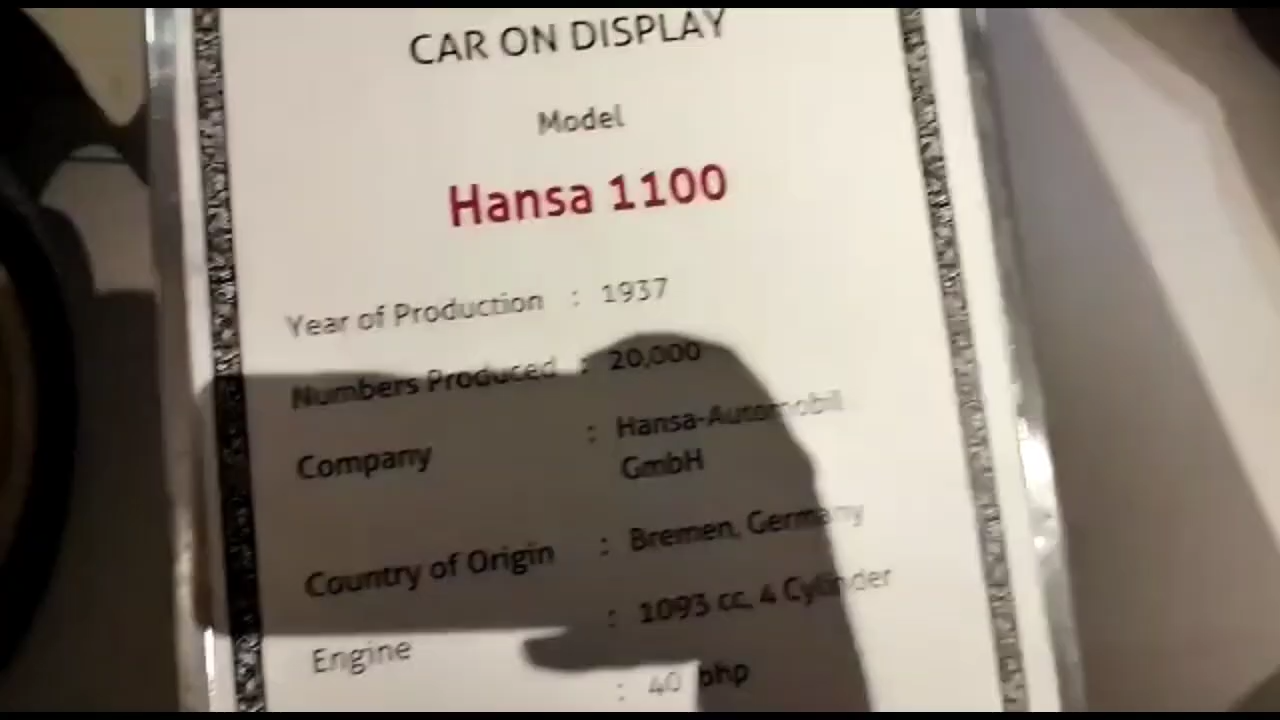 CAR ON DISPLAY
Model
Hansa 1100
Year of Production : 1937
Numbers Produced : 20,000
Company : Hansa-Automobil
GmbH
Country of Origin : Bremen, Germany
Engine : 1093 cc, 4 Cylinder
: 40 bhp